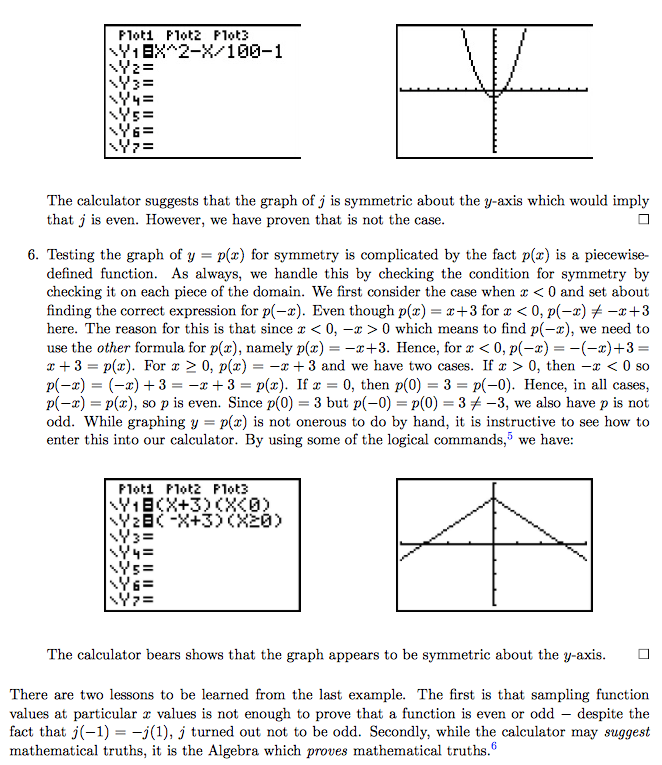 Plot1 Plot2 Plot3
\Y1=X^2-X/100-1
\Y2=
\Y3=
\Y4=
\Y5=
\Y6=
\Y7=
The calculator suggests that the graph of j is symmetric about the y-axis which would imply
that j is even. However, we have proven that is not the case. □
6. Testing the graph of y = p(x) for symmetry is complicated by the fact p(x) is a piecewise-
defined function. As always, we handle this by checking the condition for symmetry by
checking it on each piece of the domain. We first consider the case when x < 0 and set about
finding the correct expression for p(−x). Even though p(x) = x+3 for x < 0, p(−x) ≠ −x+3
here. The reason for this is that since x < 0, −x > 0 which means to find p(−x), we need to
use the other formula for p(x), namely p(x) = −x+3. Hence, for x < 0, p(−x) = −(−x)+3 =
x + 3 = p(x). For x ≥ 0, p(x) = −x + 3 and we have two cases. If x > 0, then −x < 0 so
p(−x) = (−x) + 3 = −x + 3 = p(x). If x = 0, then p(0) = 3 = p(−0). Hence, in all cases,
p(−x) = p(x), so p is even. Since p(0) = 3 but p(−0) = p(0) = 3 ≠ −3, we also have p is not
odd. While graphing y = p(x) is not onerous to do by hand, it is instructive to see how to
enter this into our calculator. By using some of the logical commands,⁵ we have:
Plot1 Plot2 Plot3
\Y1=(X+3)(X<0)
\Y2=(-X+3)(X≥0)
\Y3=
\Y4=
\Y5=
\Y6=
\Y7=
The calculator bears shows that the graph appears to be symmetric about the y-axis. □
There are two lessons to be learned from the last example. The first is that sampling function
values at particular x values is not enough to prove that a function is even or odd − despite the
fact that j(−1) = −j(1), j turned out not to be odd. Secondly, while the calculator may suggest
mathematical truths, it is the Algebra which proves mathematical truths.⁶